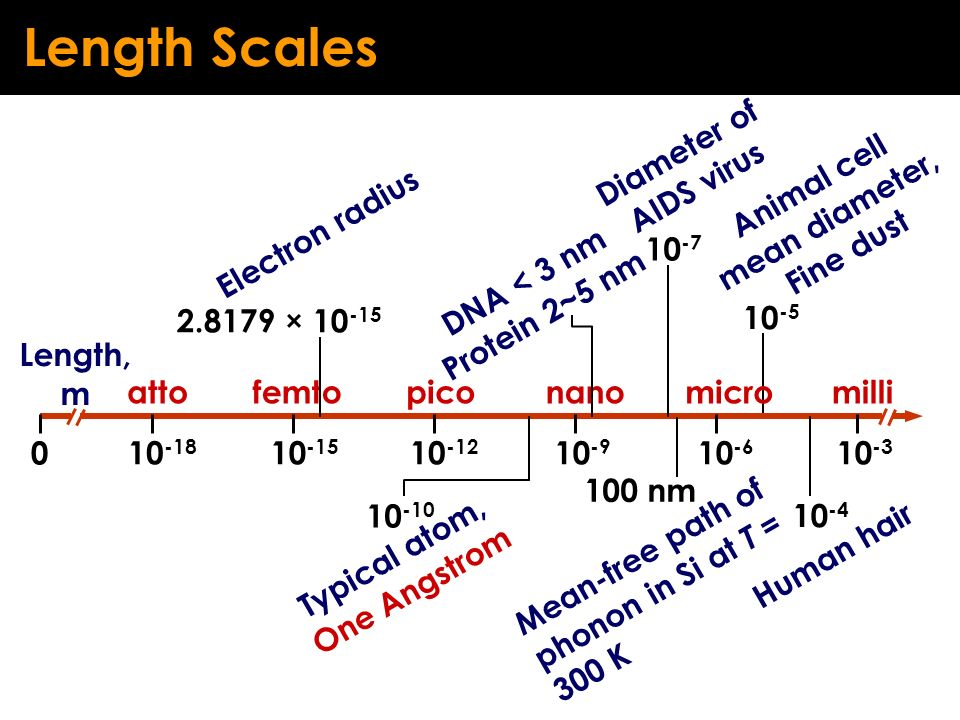 Length Scales
Diameter of
AIDS virus
Animal cell
mean diameter,
Fine dust
Electron radius
DNA < 3 nm
Protein 2~5 nm
10⁻⁷
2.8179 × 10⁻¹⁵
10⁻⁵
Length,
m
atto femto pico nano micro milli
0 10⁻¹⁸ 10⁻¹⁵ 10⁻¹² 10⁻⁹ 10⁻⁶ 10⁻³
100 nm
10⁻¹⁰
10⁻⁴
Typical atom,
One Angstrom
Mean-free path of
phonon in Si at T =
300 K
Human hair